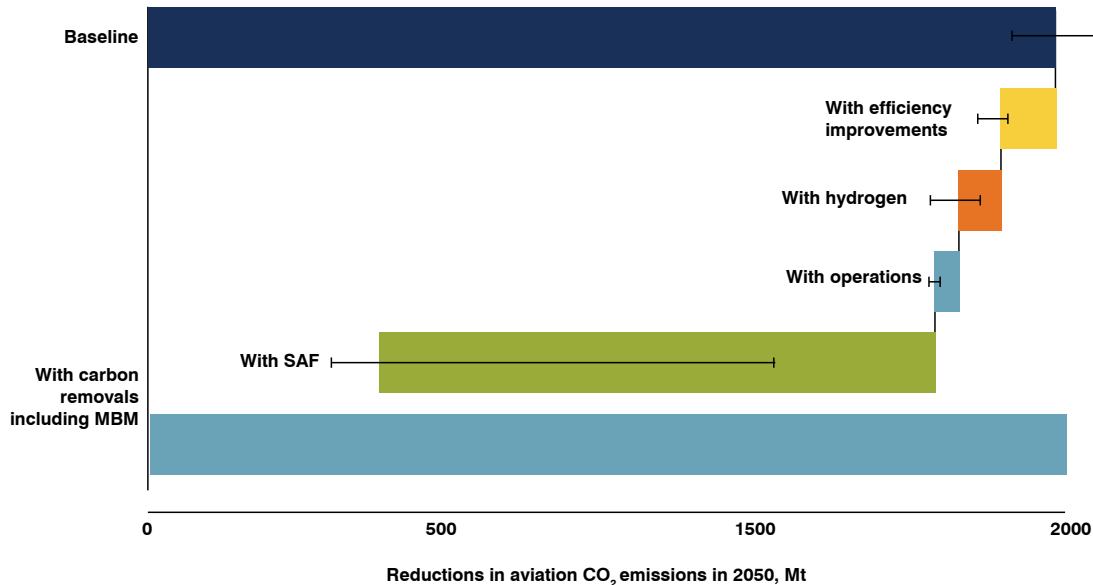 Baseline
With efficiency
improvements
With hydrogen
With operations
With SAF
With carbon
removals
including MBM
0
500
1500
2000
Reductions in aviation CO₂ emissions in 2050, Mt